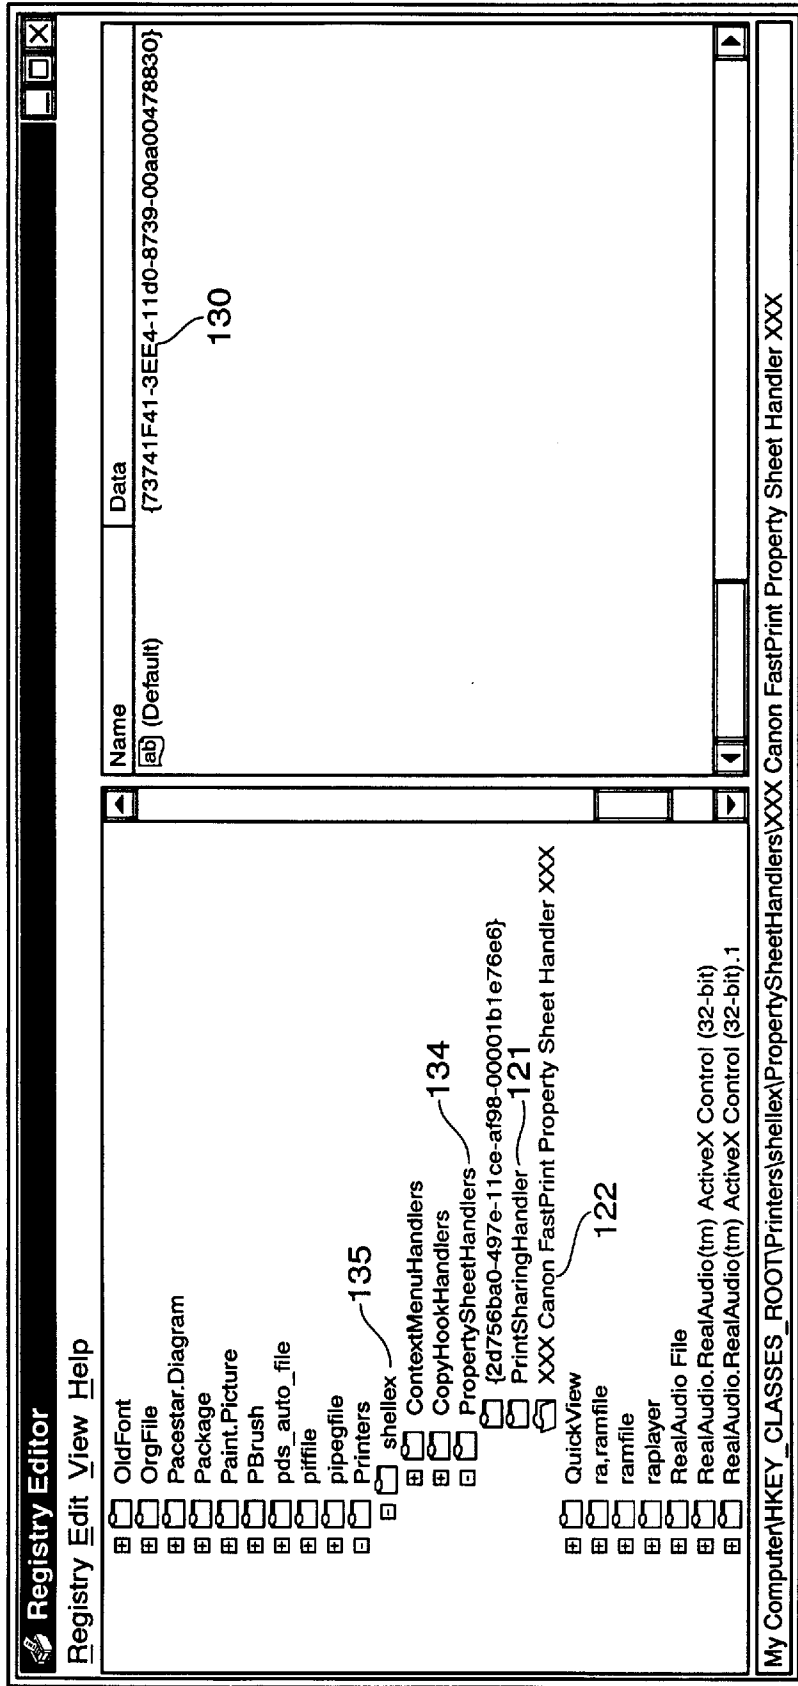 Registry Editor
Registry Edit View Help
OldFont
OrgFile
Pacestar.Diagram
Package
Paint.Picture
PBrush
pds_auto_file
piffile
pipegfile
Printers
shellex
135
ContextMenuHandlers
CopyHookHandlers
PropertySheetHandlers
134
{2d756ba0-497e-11ce-af98-00001b1e76e6}
PrintSharingHandler
121
XXX Canon FastPrint Property Sheet Handler XXX
122
QuickView
ra,ramfile
ramfile
raplayer
RealAudio File
RealAudio.RealAudio(tm) ActiveX Control (32-bit)
RealAudio.RealAudio(tm) ActiveX Control (32-bit).1
Name Data
ab (Default) {73741F41-3EE4-11d0-8739-00aa00478830}
130
My Computer\HKEY_CLASSES_ROOT\Printers\shellex\PropertySheetHandlers\XXX Canon FastPrint Property Sheet Handler XXX